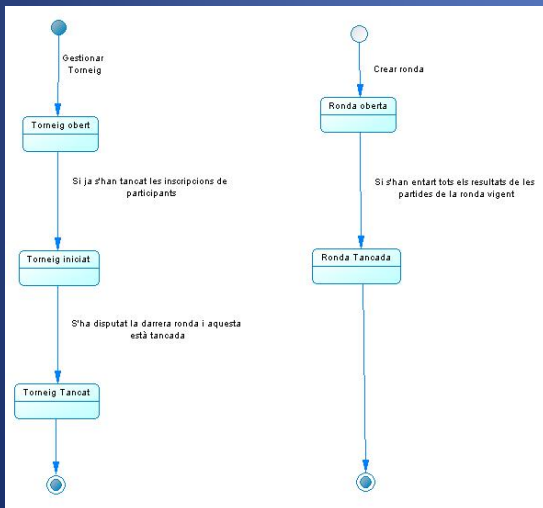 Gestionar
Torneig
Torneig obert
Si ja s'han tancat les inscripcions de
participants
Torneig iniciat
S'ha disputat la darrera ronda i aquesta
està tancada
Torneig Tancat
Crear ronda
Ronda oberta
Si s'han entart tots els resultats de les
partides de la ronda vigent
Ronda Tancada